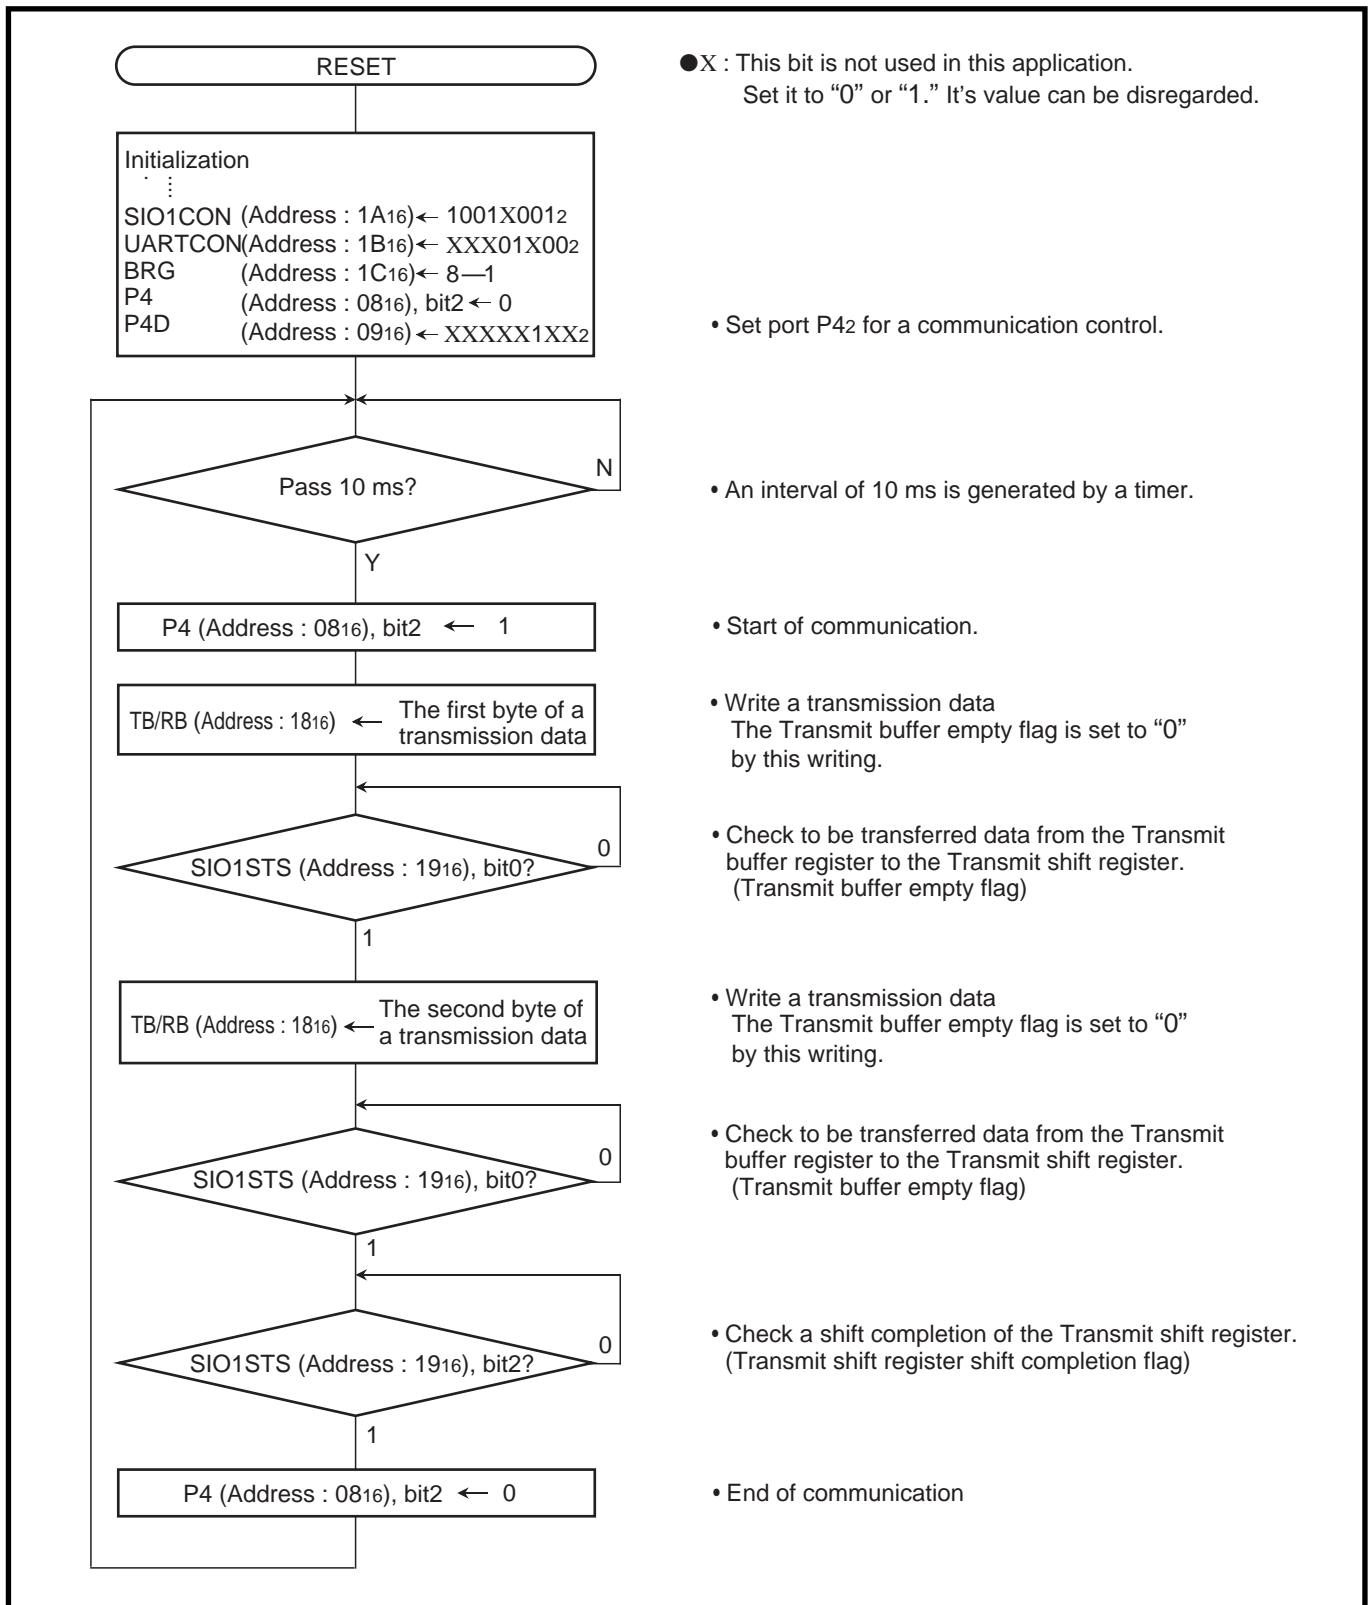 RESET
●X : This bit is not used in this application.
Set it to “0” or “1.” It’s value can be disregarded.
Initialization
SIO1CON (Address : 1A16)← 1001X0012
UARTCON(Address : 1B16)← XXX01X002
BRG (Address : 1C16)← 8—1
P4 (Address : 0816), bit2 ← 0
P4D (Address : 0916) ← XXXXX1XX2
• Set port P42 for a communication control.
N
Pass 10 ms?
• An interval of 10 ms is generated by a timer.
Y
P4 (Address : 0816), bit2 ← 1
• Start of communication.
TB/RB (Address : 1816) ← The first byte of a
transmission data
• Write a transmission data
The Transmit buffer empty flag is set to “0”
by this writing.
0
SIO1STS (Address : 1916), bit0?
• Check to be transferred data from the Transmit
buffer register to the Transmit shift register.
(Transmit buffer empty flag)
1
TB/RB (Address : 1816) ← The second byte of
a transmission data
• Write a transmission data
The Transmit buffer empty flag is set to “0”
by this writing.
0
SIO1STS (Address : 1916), bit0?
• Check to be transferred data from the Transmit
buffer register to the Transmit shift register.
(Transmit buffer empty flag)
1
0
SIO1STS (Address : 1916), bit2?
• Check a shift completion of the Transmit shift register.
(Transmit shift register shift completion flag)
1
P4 (Address : 0816), bit2 ← 0
• End of communication